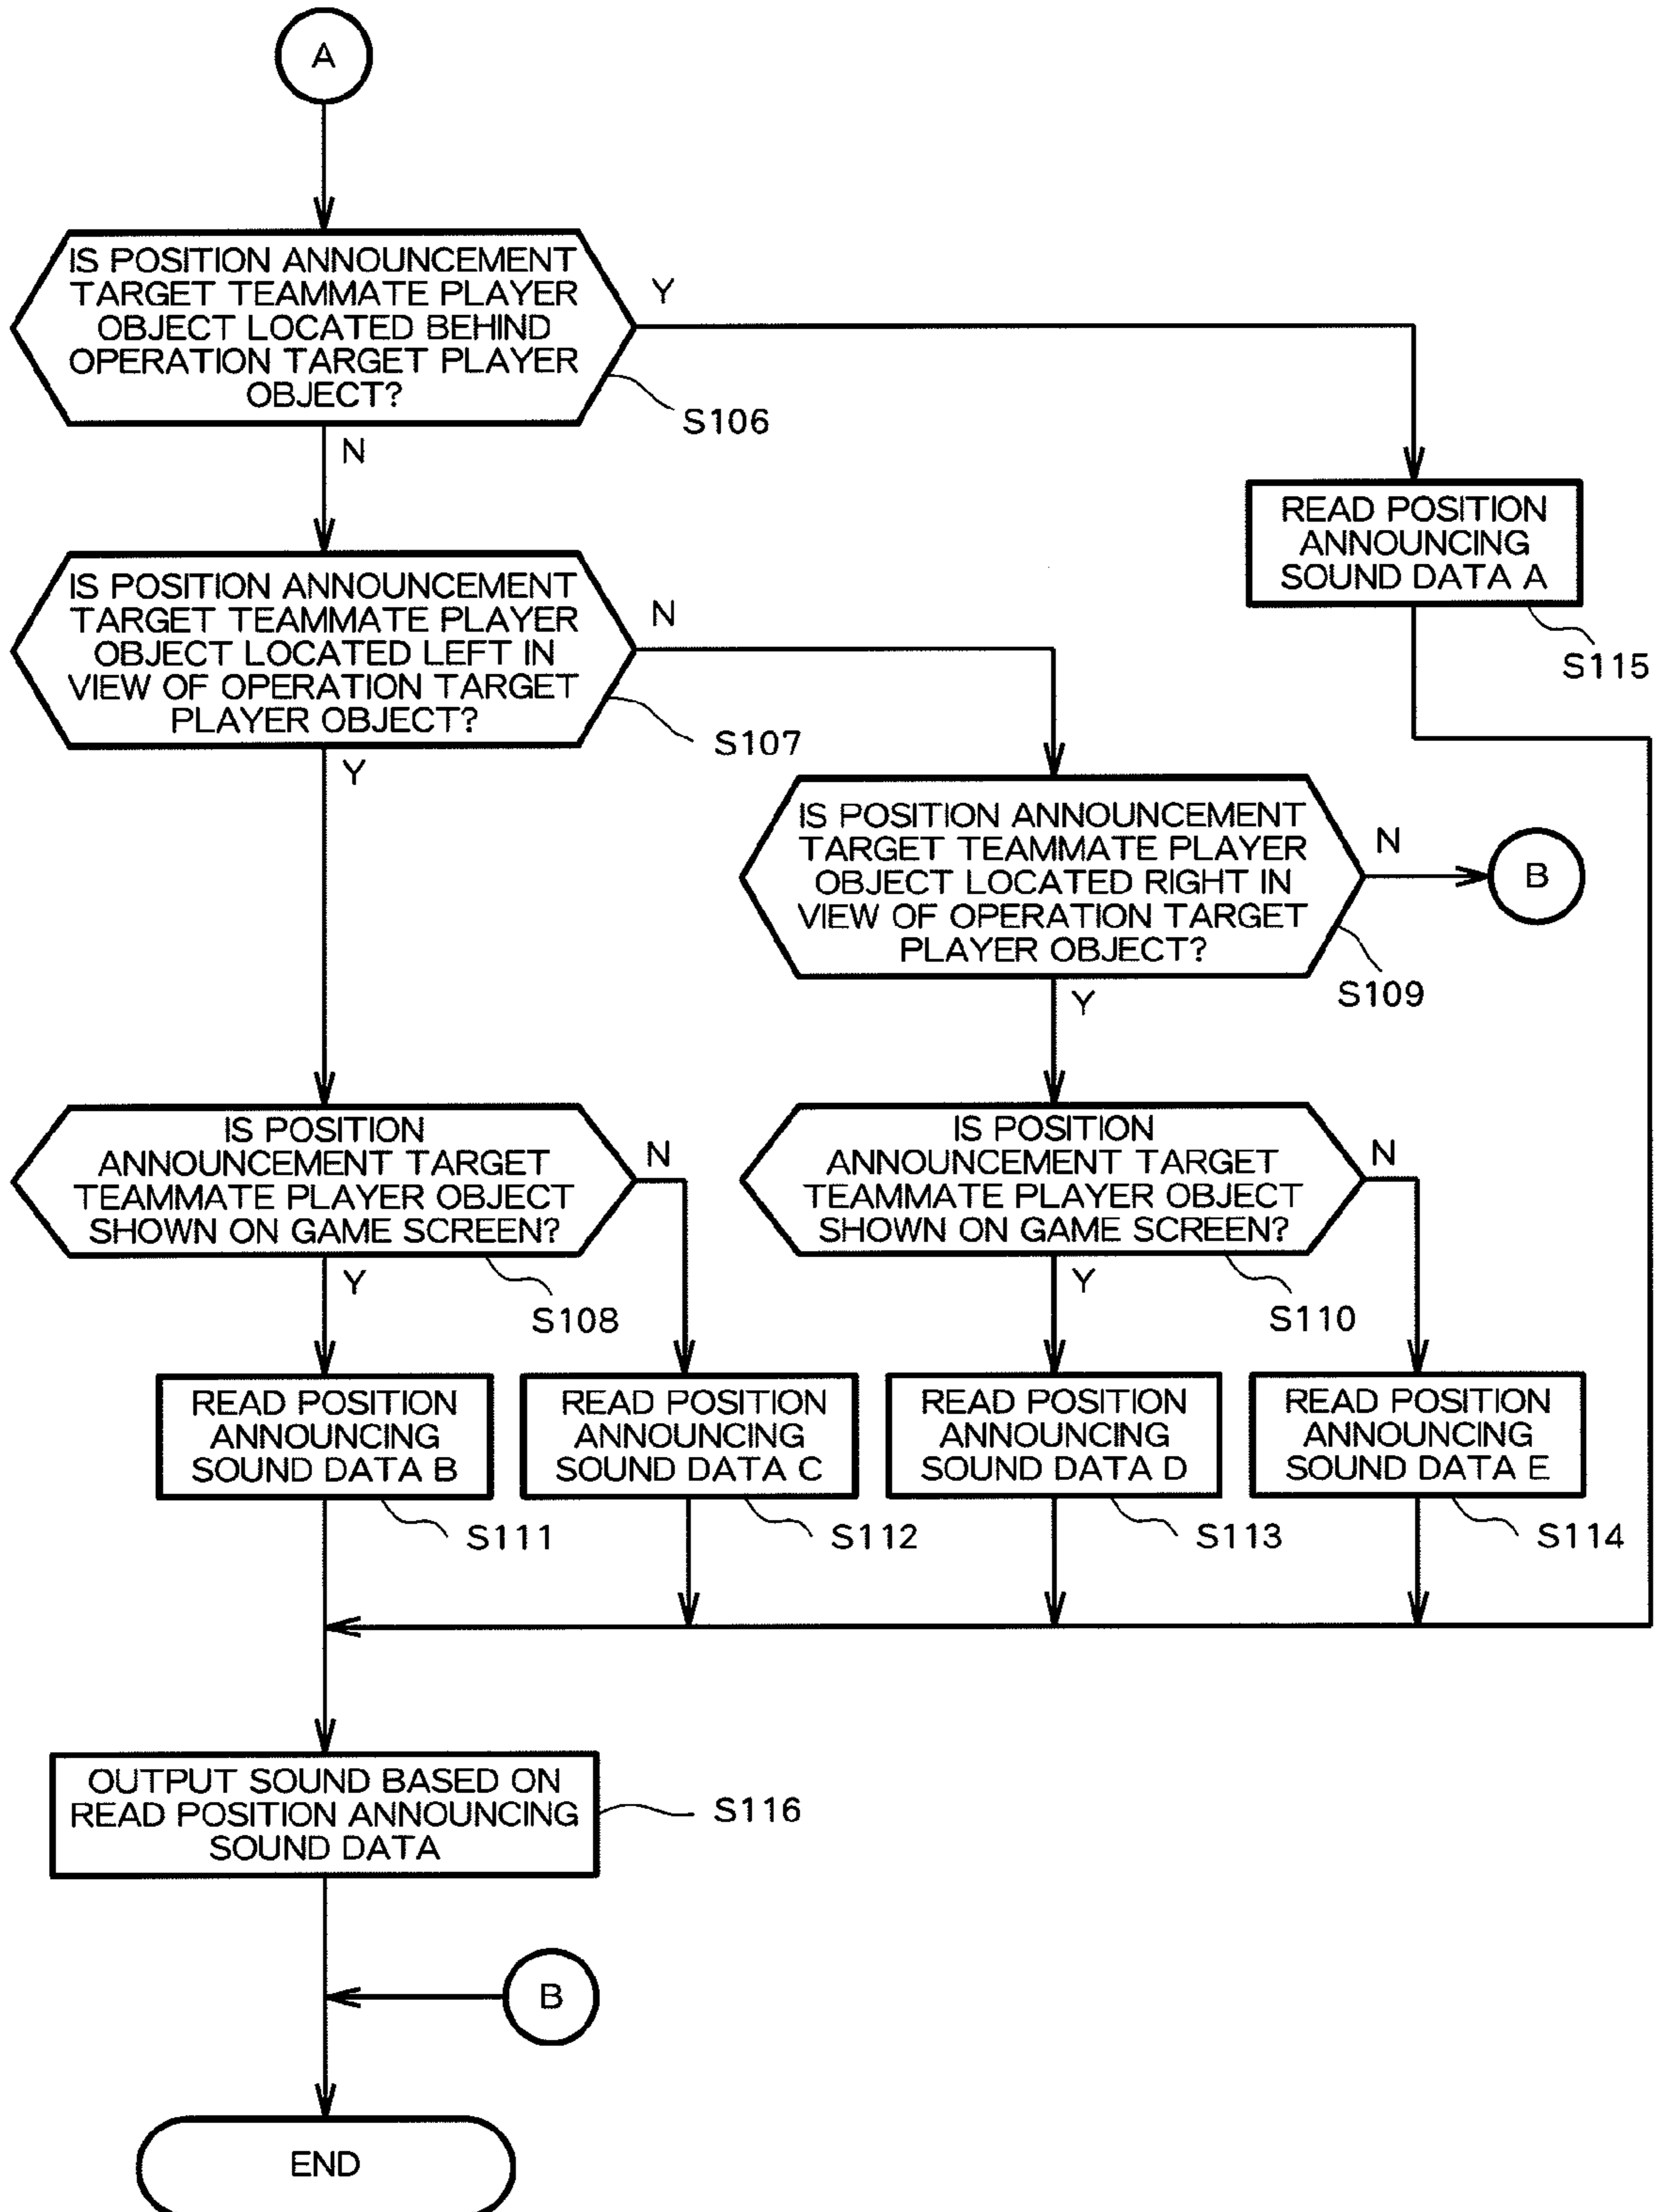 A
IS POSITION ANNOUNCEMENT
TARGET TEAMMATE PLAYER
OBJECT LOCATED BEHIND
OPERATION TARGET PLAYER
OBJECT?
Y
S106
N
READ POSITION
ANNOUNCING
SOUND DATA A
S115
IS POSITION ANNOUNCEMENT
TARGET TEAMMATE PLAYER
OBJECT LOCATED LEFT IN
VIEW OF OPERATION TARGET
PLAYER OBJECT?
N
S107
Y
IS POSITION ANNOUNCEMENT
TARGET TEAMMATE PLAYER
OBJECT LOCATED RIGHT IN
VIEW OF OPERATION TARGET
PLAYER OBJECT?
N
B
S109
Y
IS POSITION
ANNOUNCEMENT TARGET
TEAMMATE PLAYER OBJECT
SHOWN ON GAME SCREEN?
N
S108
Y
IS POSITION
ANNOUNCEMENT TARGET
TEAMMATE PLAYER OBJECT
SHOWN ON GAME SCREEN?
N
S110
Y
READ POSITION
ANNOUNCING
SOUND DATA B
S111
READ POSITION
ANNOUNCING
SOUND DATA C
S112
READ POSITION
ANNOUNCING
SOUND DATA D
S113
READ POSITION
ANNOUNCING
SOUND DATA E
S114
OUTPUT SOUND BASED ON
READ POSITION ANNOUNCING
SOUND DATA
S116
B
END